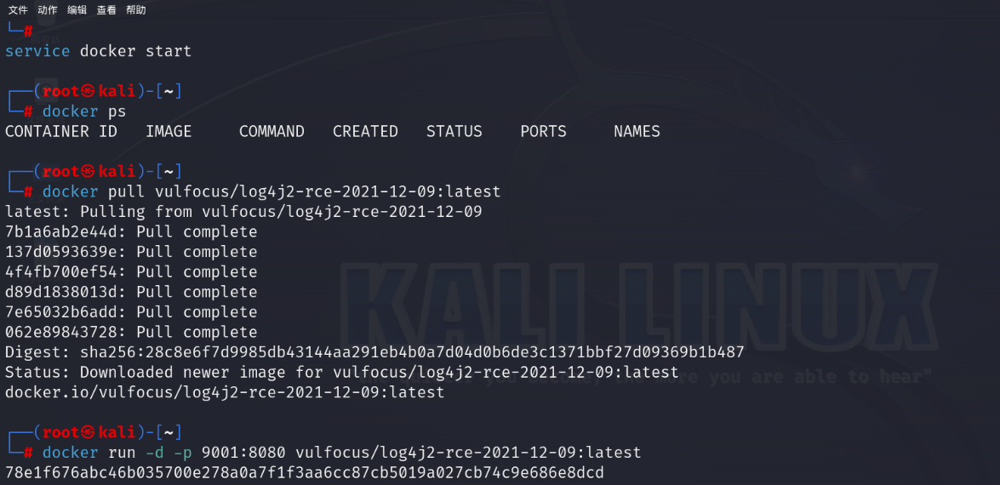 文件 动作 编辑 查看 帮助
└─#
service docker start
┌──(root㉿kali)-[~]
└─# docker ps
CONTAINER ID   IMAGE     COMMAND   CREATED   STATUS    PORTS     NAMES
┌──(root㉿kali)-[~]
└─# docker pull vulfocus/log4j2-rce-2021-12-09:latest
latest: Pulling from vulfocus/log4j2-rce-2021-12-09
7b1a6ab2e44d: Pull complete
137d0593639e: Pull complete
4f4fb700ef54: Pull complete
d89d1838013d: Pull complete
7e65032b6add: Pull complete
062e89843728: Pull complete
KALI LINUX
Digest: sha256:28c8e6f7d9985db43144aa291eb4b0a7d04d0b6de3c1371bbf27d09369b1b487
Status: Downloaded newer image for vulfocus/log4j2-rce-2021-12-09:latest
you become, the more you are able to hear"
docker.io/vulfocus/log4j2-rce-2021-12-09:latest
┌──(root㉿kali)-[~]
└─# docker run -d -p 9001:8080 vulfocus/log4j2-rce-2021-12-09:latest
78e1f676abc46b035700e278a0a7f1f3aa6cc87cb5019a027cb74c9e686e8dcd